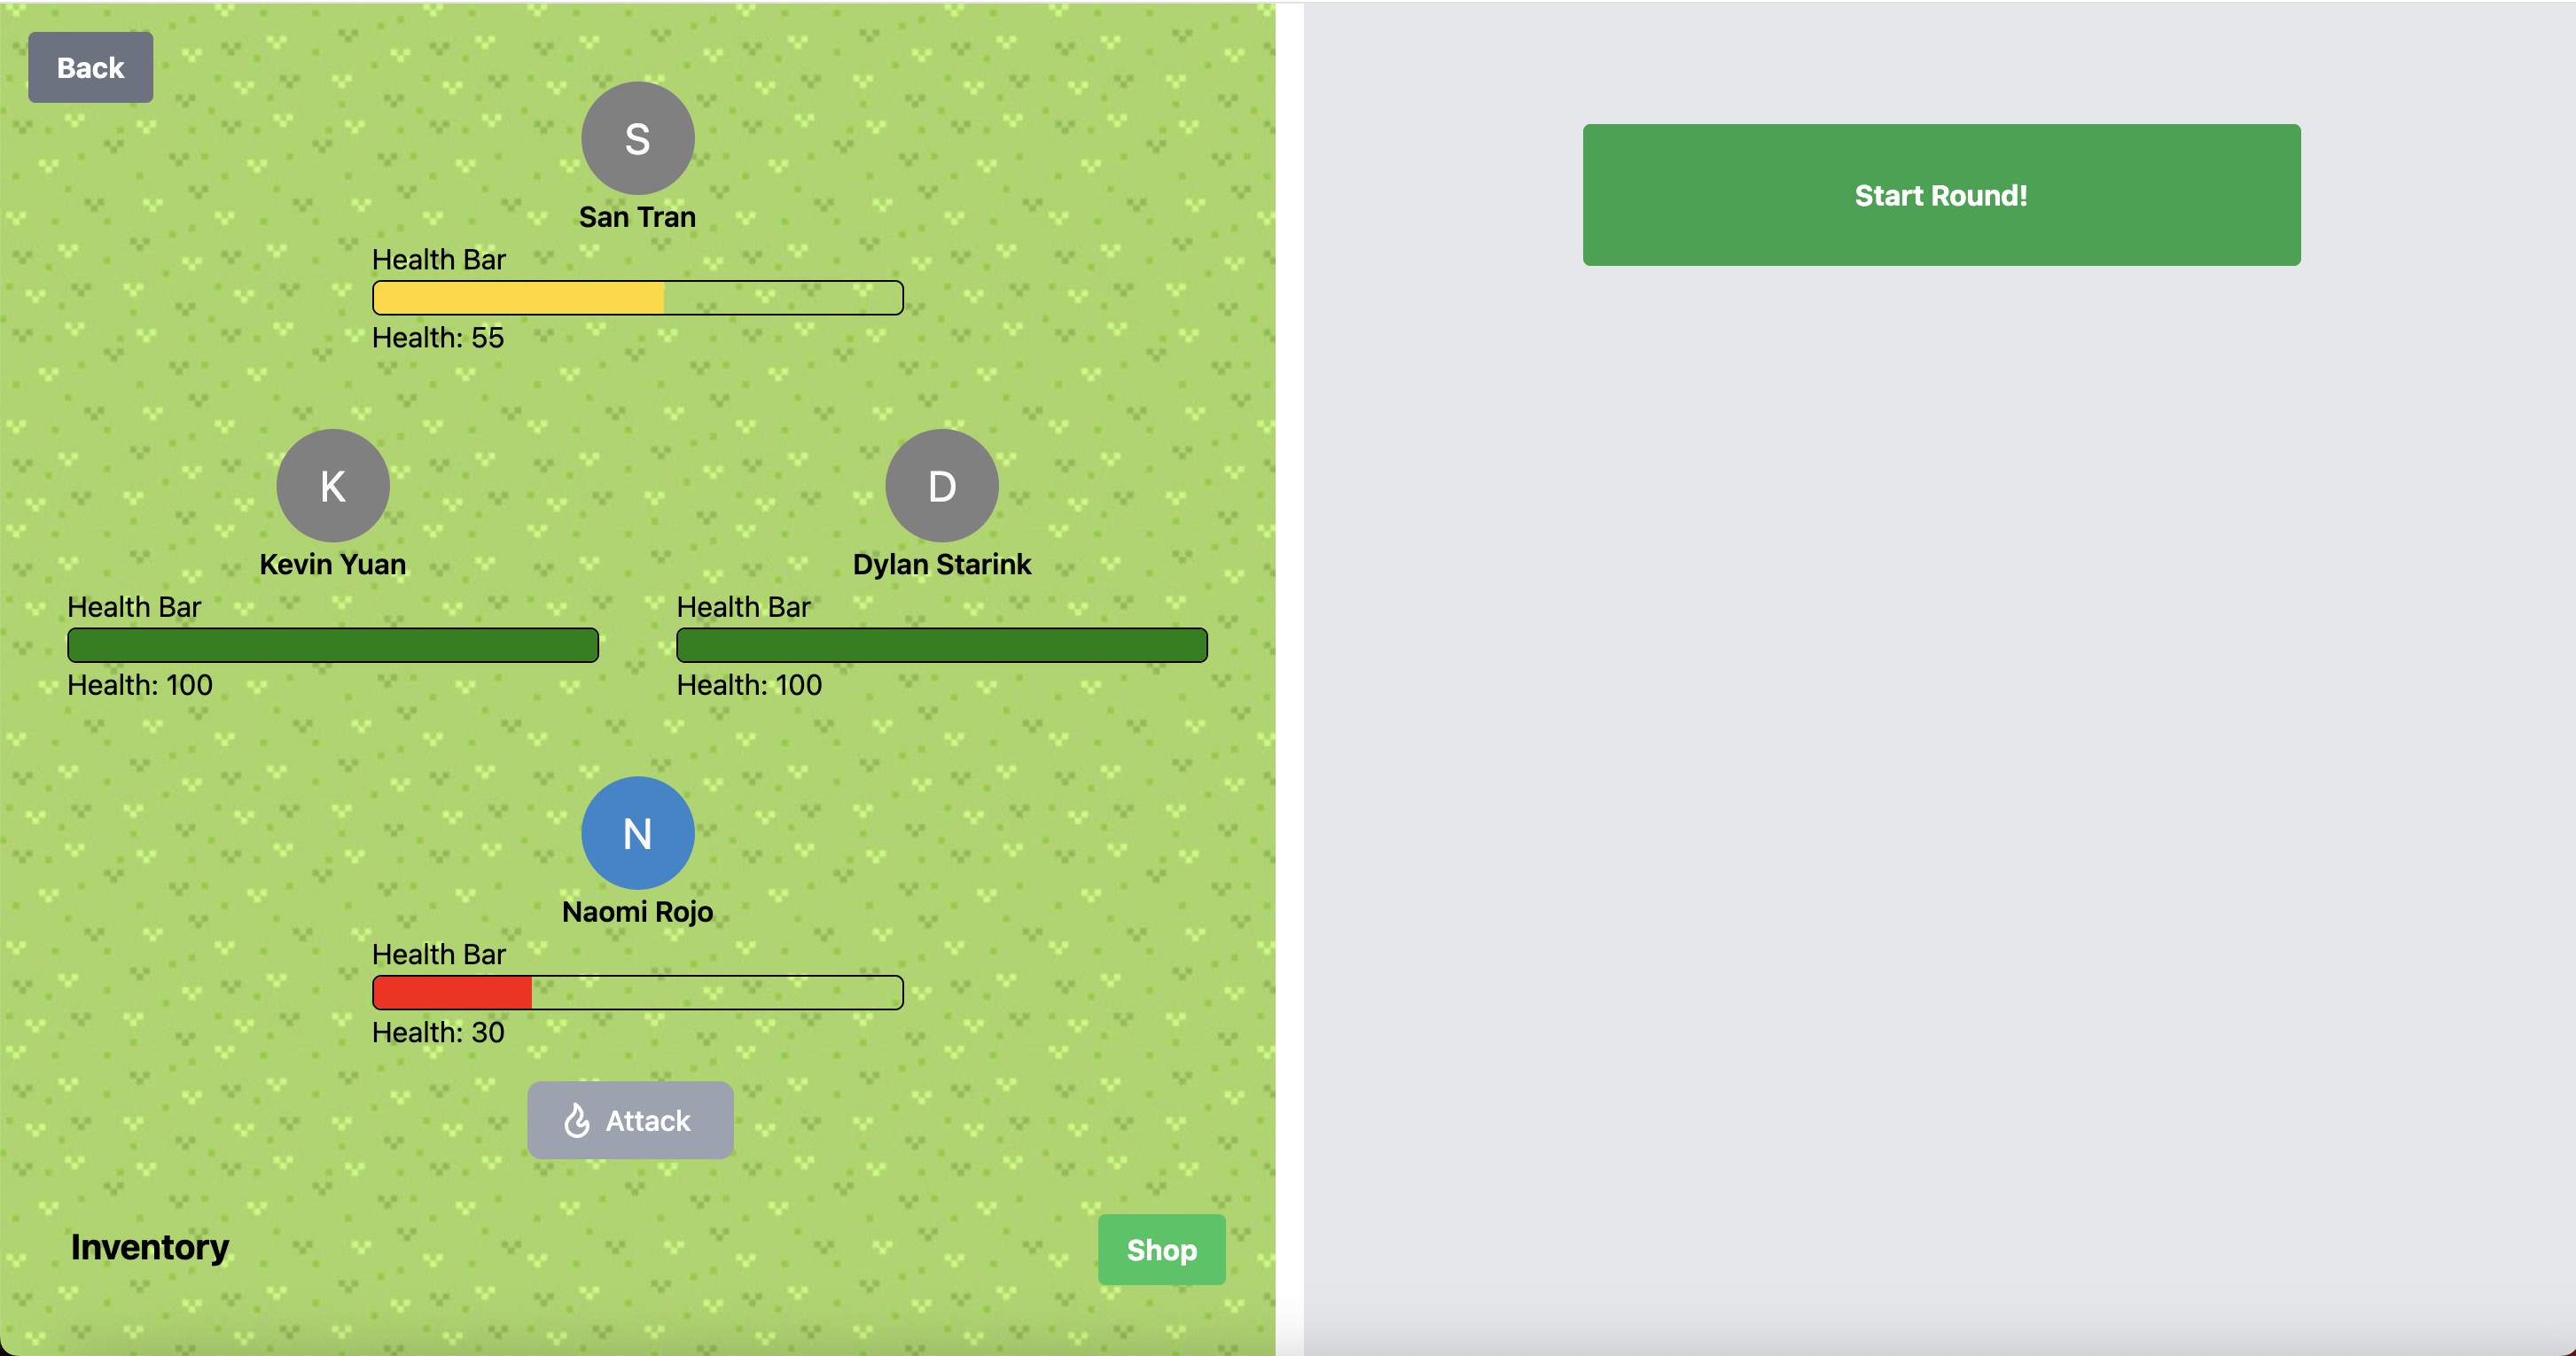 Back
S
San Tran
Health Bar
Health: 55
K
Kevin Yuan
Health Bar
Health: 100
D
Dylan Starink
Health Bar
Health: 100
N
Naomi Rojo
Health Bar
Health: 30
Attack
Inventory
Shop
Start Round!